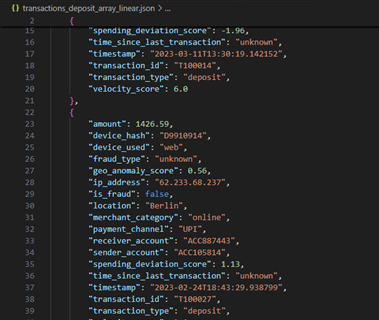 {} transactions_deposit_array_linear.json > ...
2 {
15 "spending_deviation_score": -1.96,
16 "time_since_last_transaction": "unknown",
17 "timestamp": "2023-03-11T13:30:19.142152",
18 "transaction_id": "T100014",
19 "transaction_type": "deposit",
20 "velocity_score": 6.0
21 },
22 {
23 "amount": 1426.59,
24 "device_hash": "D9910914",
25 "device_used": "web",
26 "fraud_type": "unknown",
27 "geo_anomaly_score": 0.56,
28 "ip_address": "62.233.68.237",
29 "is_fraud": false,
30 "location": "Berlin",
31 "merchant_category": "online",
32 "payment_channel": "UPI",
33 "receiver_account": "ACC887443",
34 "sender_account": "ACC105814",
35 "spending_deviation_score": 1.13,
36 "time_since_last_transaction": "unknown",
37 "timestamp": "2023-02-24T18:43:29.938799",
38 "transaction_id": "T100027",
39 "transaction_type": "deposit",